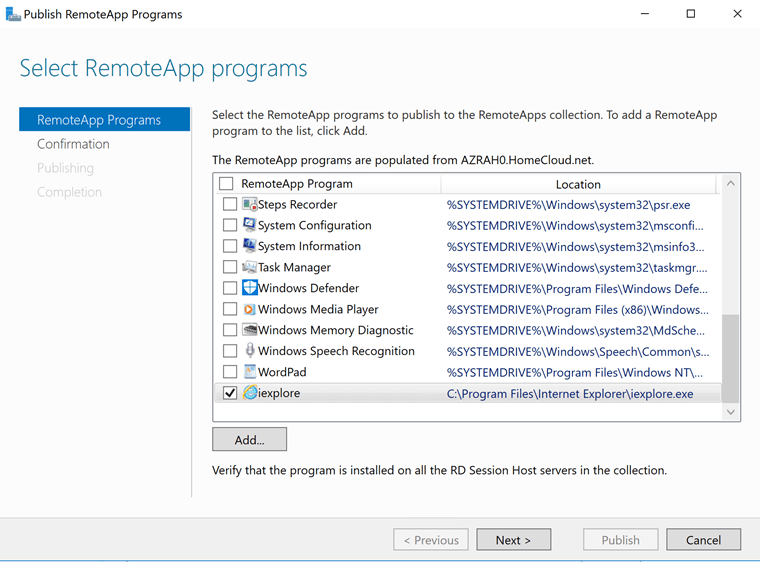 Publish RemoteApp Programs
Select RemoteApp programs
RemoteApp Programs
Confirmation
Publishing
Completion
Select the RemoteApp programs to publish to the RemoteApps collection. To add a RemoteApp
program to the list, click Add.
The RemoteApp programs are populated from AZRAH0.HomeCloud.net.
RemoteApp Program Location
Steps Recorder %SYSTEMDRIVE%\Windows\system32\psr.exe
System Configuration %SYSTEMDRIVE%\Windows\system32\msconfi...
System Information %SYSTEMDRIVE%\Windows\system32\msinfo3...
Task Manager %SYSTEMDRIVE%\Windows\system32\taskmgr....
Windows Defender %SYSTEMDRIVE%\Program Files\Windows Defe...
Windows Media Player %SYSTEMDRIVE%\Program Files (x86)\Windows...
Windows Memory Diagnostic %SYSTEMDRIVE%\Windows\system32\MdSche...
Windows Speech Recognition %SYSTEMDRIVE%\Windows\Speech\Common\s...
WordPad %SYSTEMDRIVE%\Program Files\Windows NT\...
iexplore C:\Program Files\Internet Explorer\iexplore.exe
Add...
Verify that the program is installed on all the RD Session Host servers in the collection.
< Previous Next > Publish Cancel